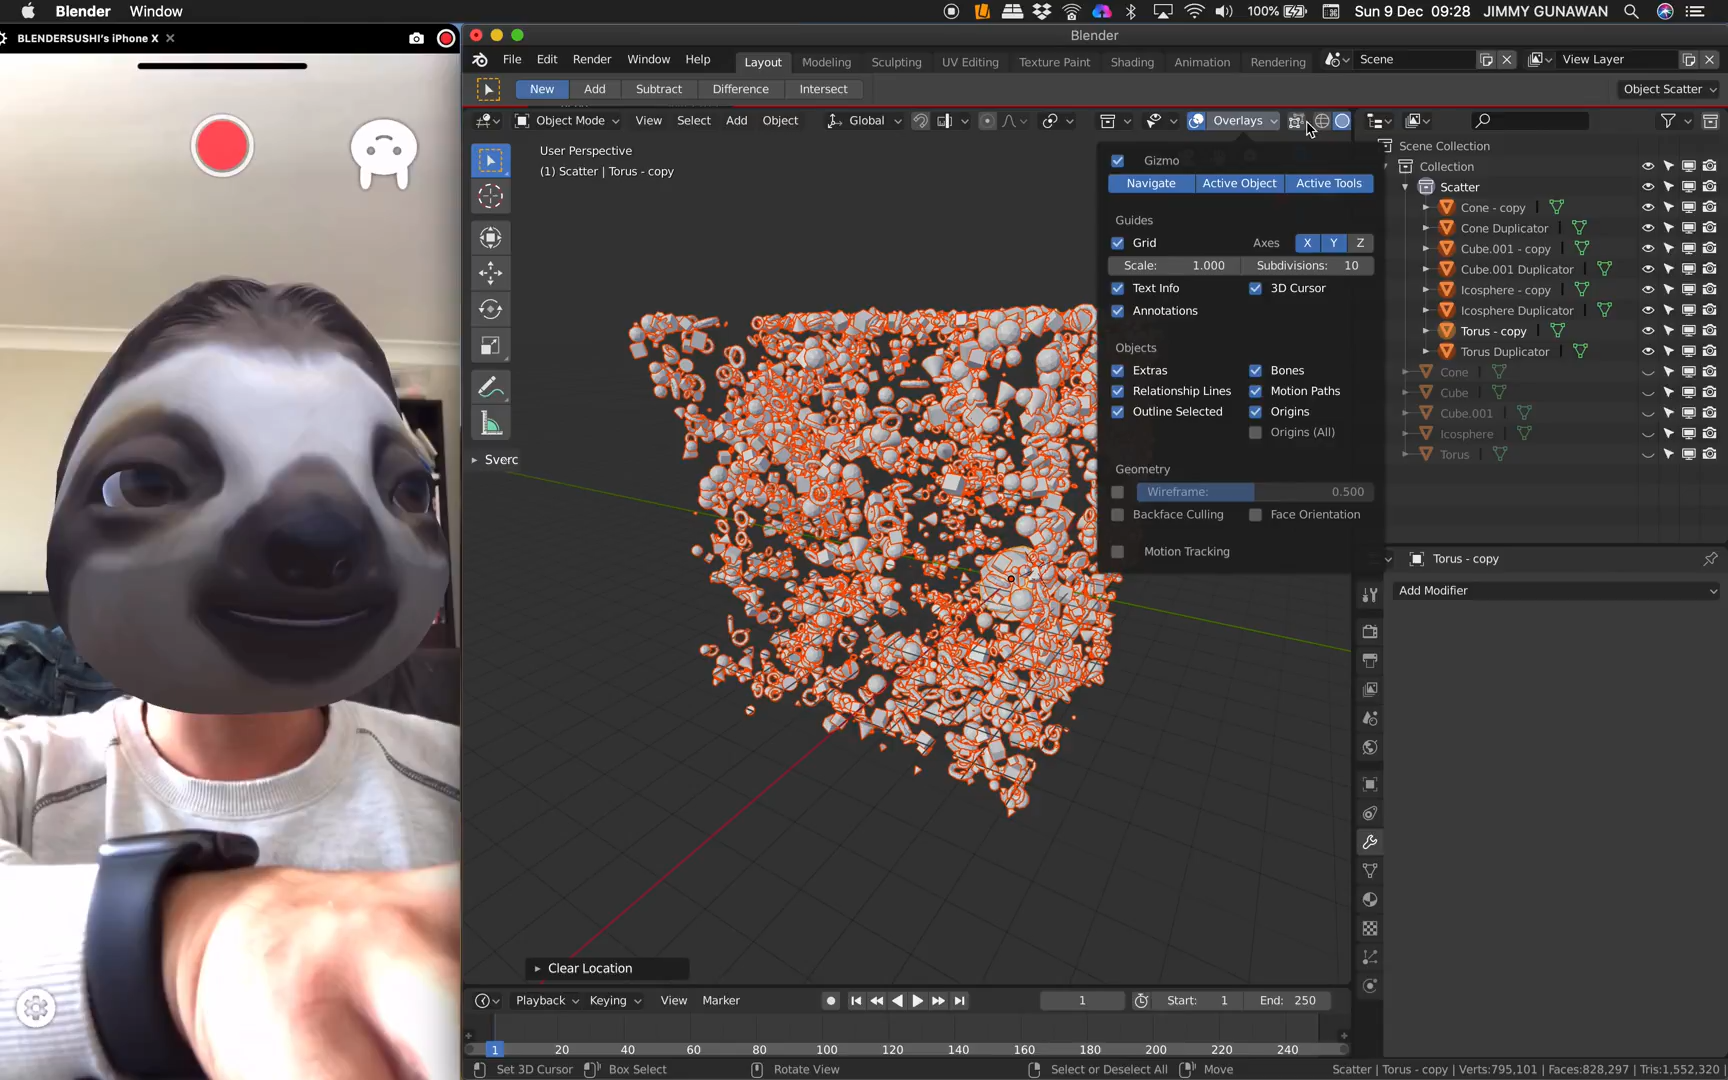 Blender Window 100% Sun 9 Dec 09:28 JIMMY GUNAWAN
BLENDERSUSHI's iPhone X ×
Blender
File Edit Render Window Help Layout Modeling Sculpting UV Editing Texture Paint Shading Animation Rendering Scene View Layer
New Add Subtract Difference Intersect Object Scatter
Object Mode View Select Add Object Global Overlays
User Perspective
(1) Scatter | Torus - copy
Gizmo
Navigate Active Object Active Tools
Guides
Grid Axes X Y Z
Scale: 1.000 Subdivisions: 10
Text Info 3D Cursor
Annotations
Objects
Extras Bones
Relationship Lines Motion Paths
Outline Selected Origins
Origins (All)
Geometry
Wireframe: 0.500
Backface Culling Face Orientation
Motion Tracking
Scene Collection
Collection
Scatter
Cone - copy
Cone Duplicator
Cube.001 - copy
Cube.001 Duplicator
Icosphere - copy
Icosphere Duplicator
Torus - copy
Torus Duplicator
Cone
Cube
Cube.001
Icosphere
Torus
Sverc
Torus - copy
Add Modifier
Clear Location
Playback Keying View Marker 1 Start: 1 End: 250
1 20 40 60 80 100 120 140 160 180 200 220 240
Set 3D Cursor Box Select Rotate View Select or Deselect All Move Scatter | Torus - copy | Verts:795,101 | Faces:828,297 | Tris:1,552,320